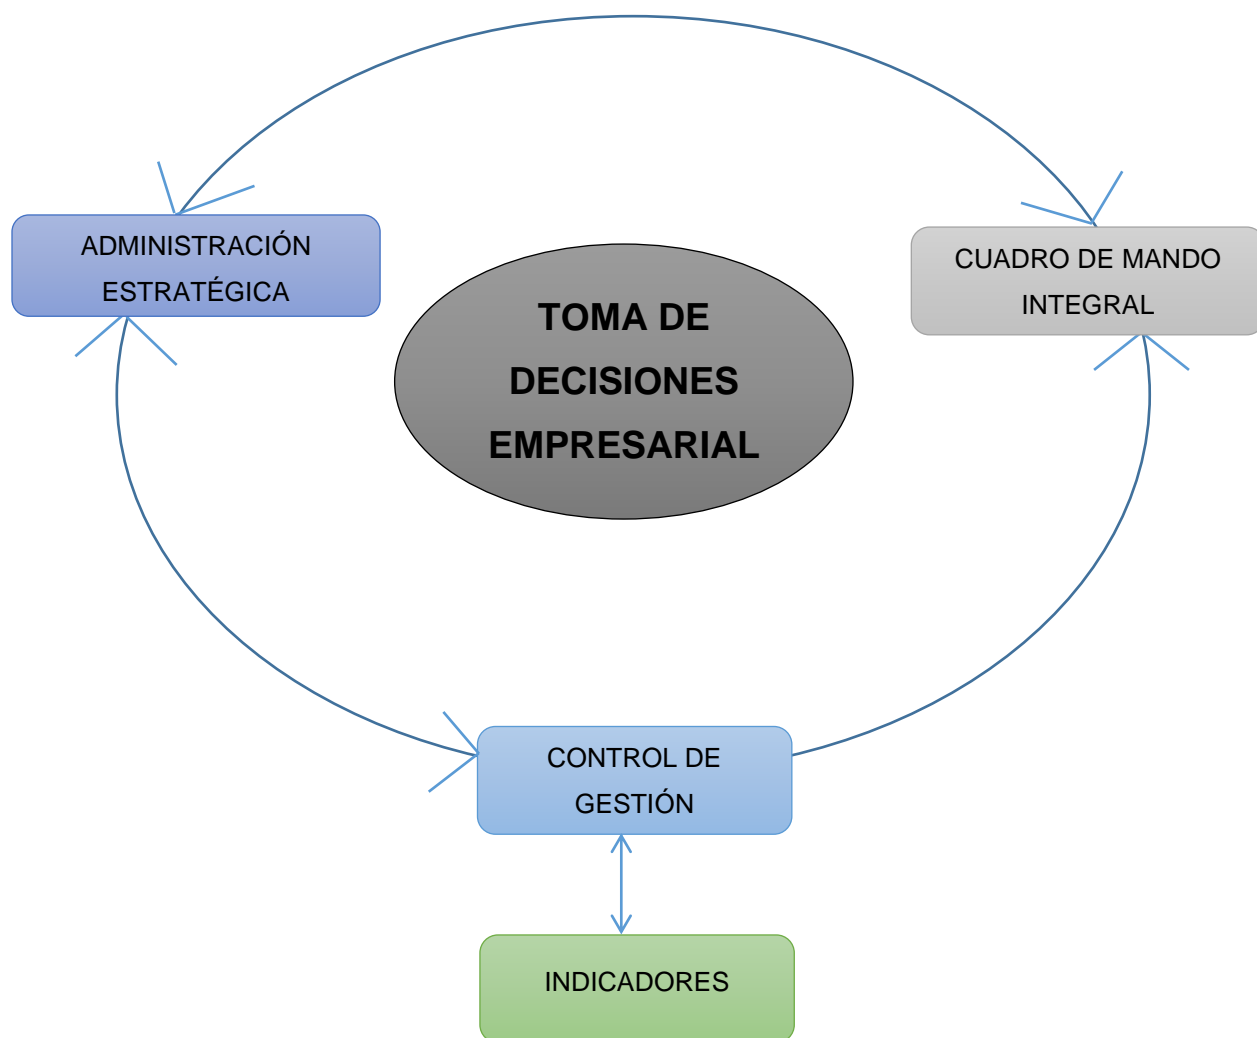 ADMINISTRACIÓN
ESTRATÉGICA
CUADRO DE MANDO
INTEGRAL
TOMA DE
DECISIONES
EMPRESARIAL
CONTROL DE
GESTIÓN
INDICADORES